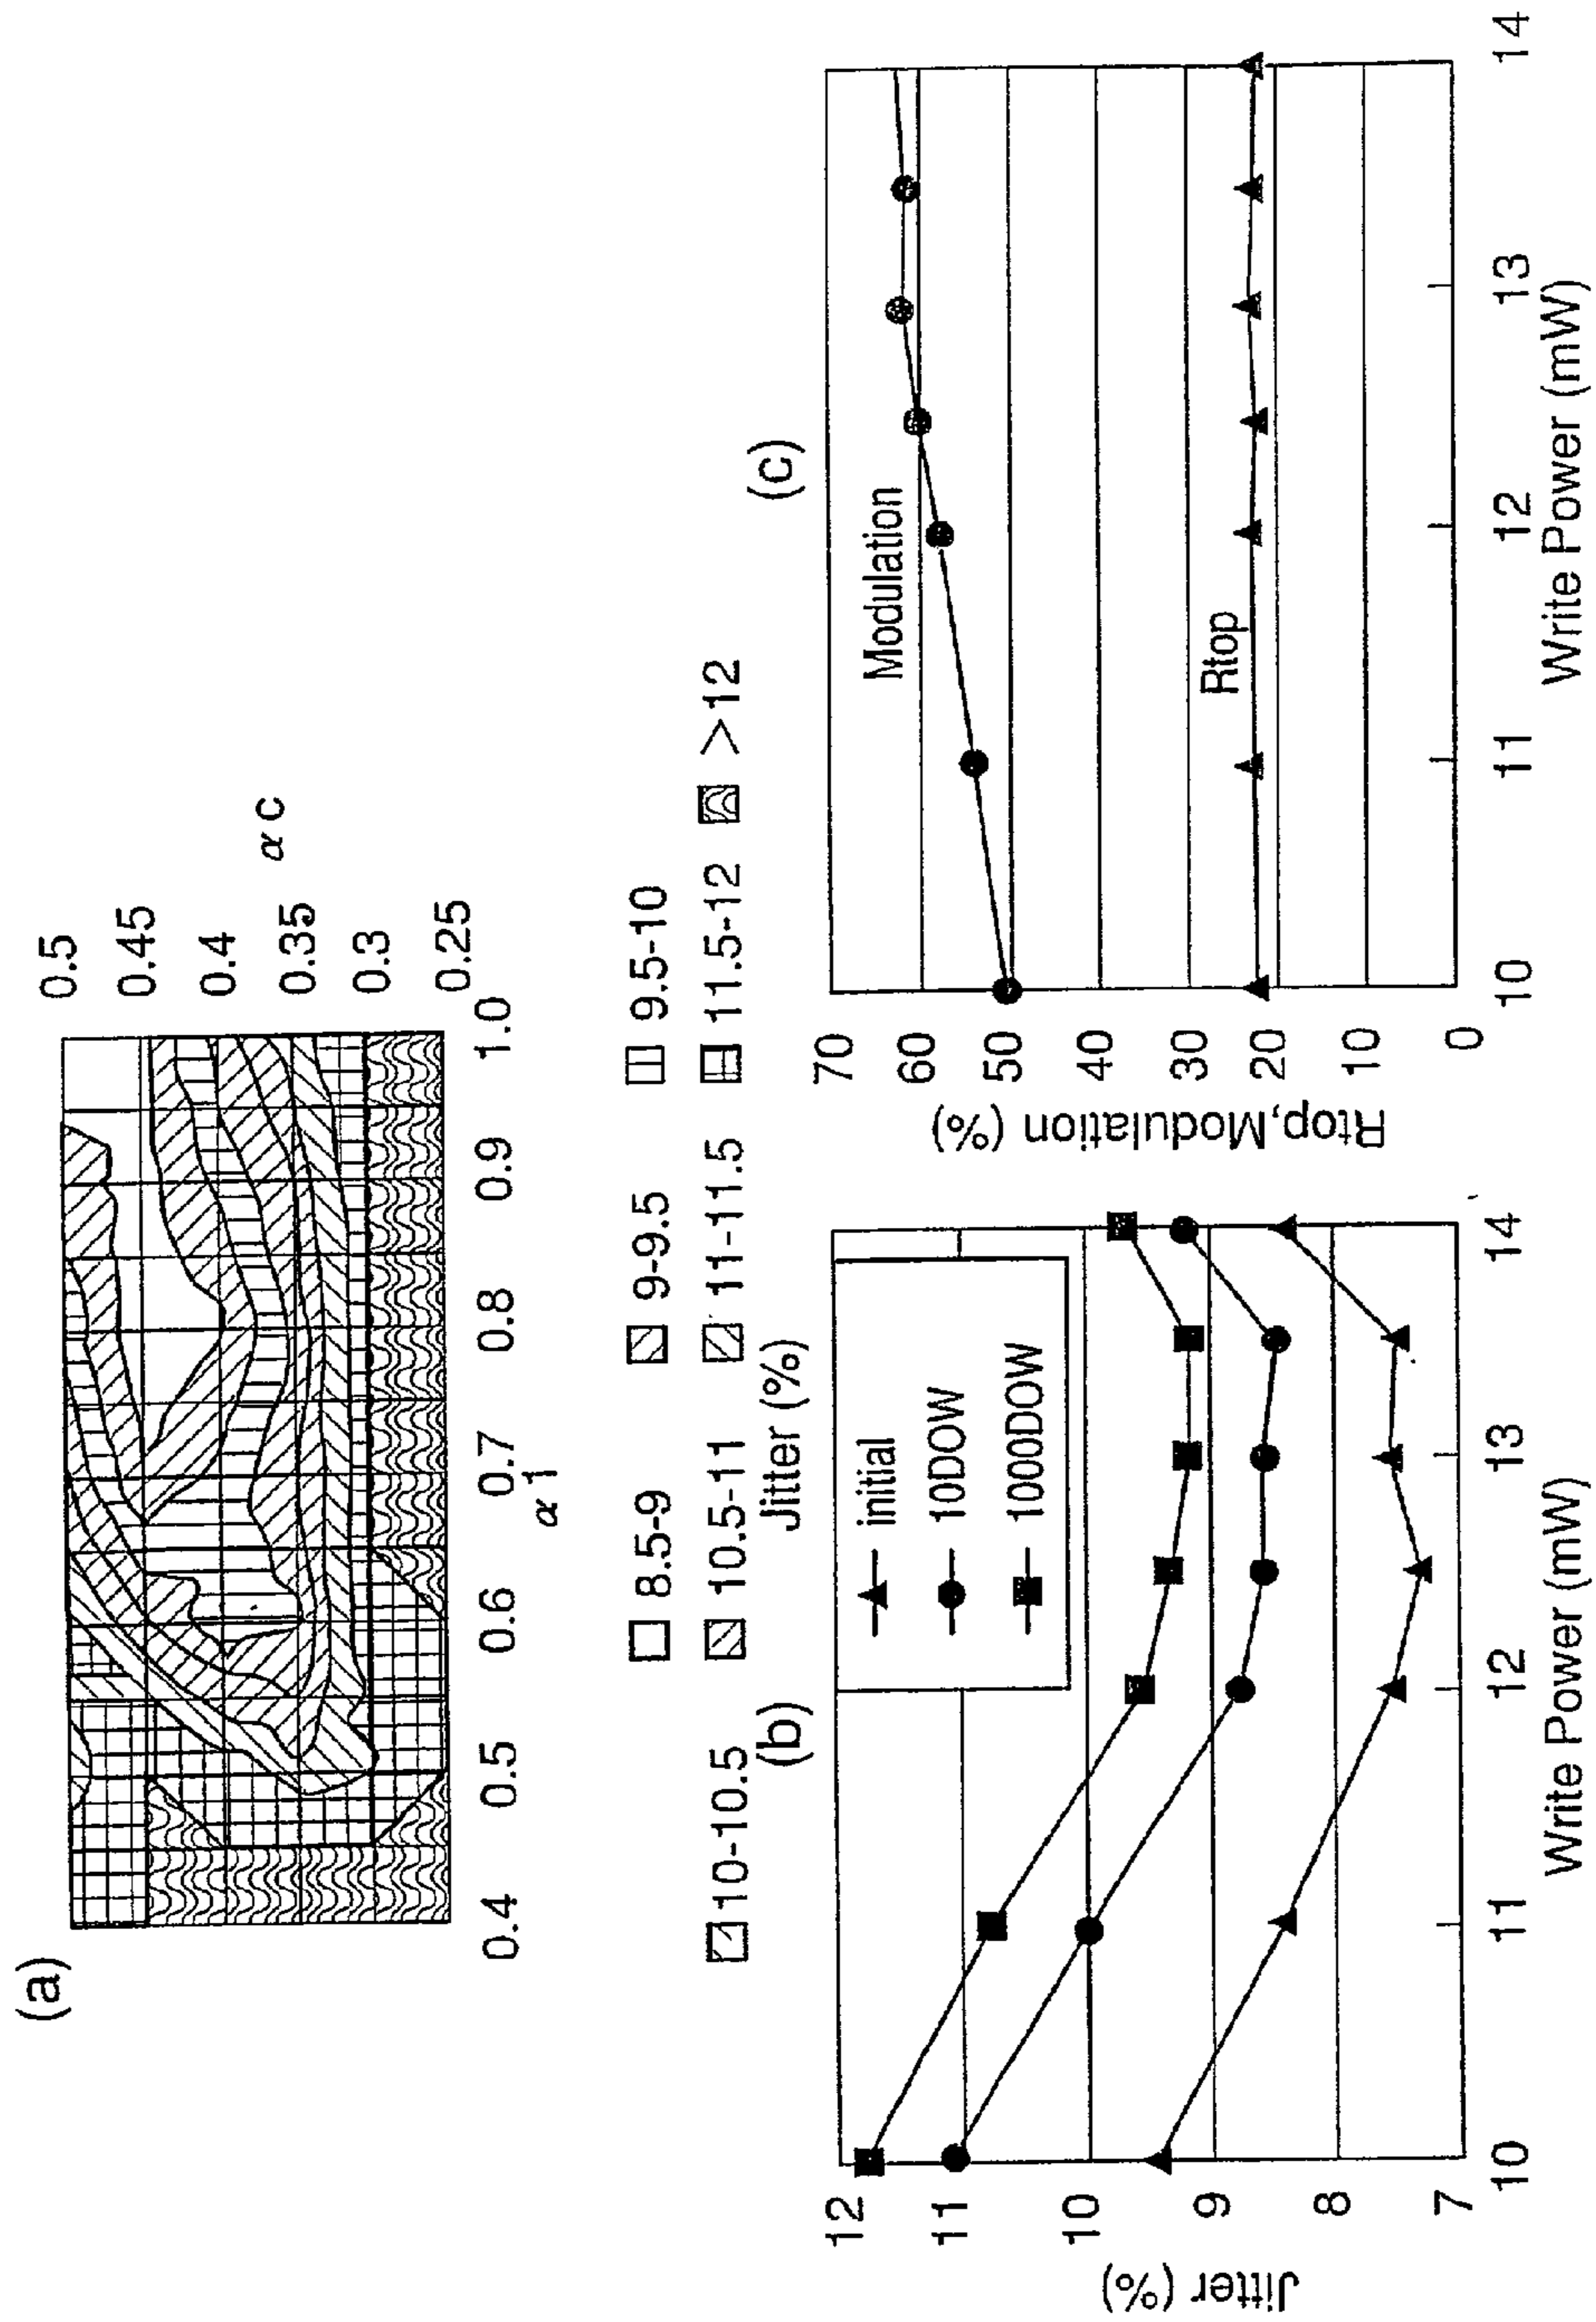 (a)
0.5
0.45
0.4
0.35
0.3
0.25
α c
0.4 0.5 0.6 0.7 0.8 0.9 1.0
α 1
8.5-9 9-9.5 9.5-10
10-10.5 10.5-11 11-11.5 11.5-12 >12
Jitter (%)
(b)
12
11
10
9
8
7
Jitter (%)
initial
10DOW
1000DOW
10 11 12 13 14
Write Power (mW)
(c)
70
60
50
40
30
20
10
0
Rtop,Modulation (%)
Modulation
Rtop
10 11 12 13 14
Write Power (mW)